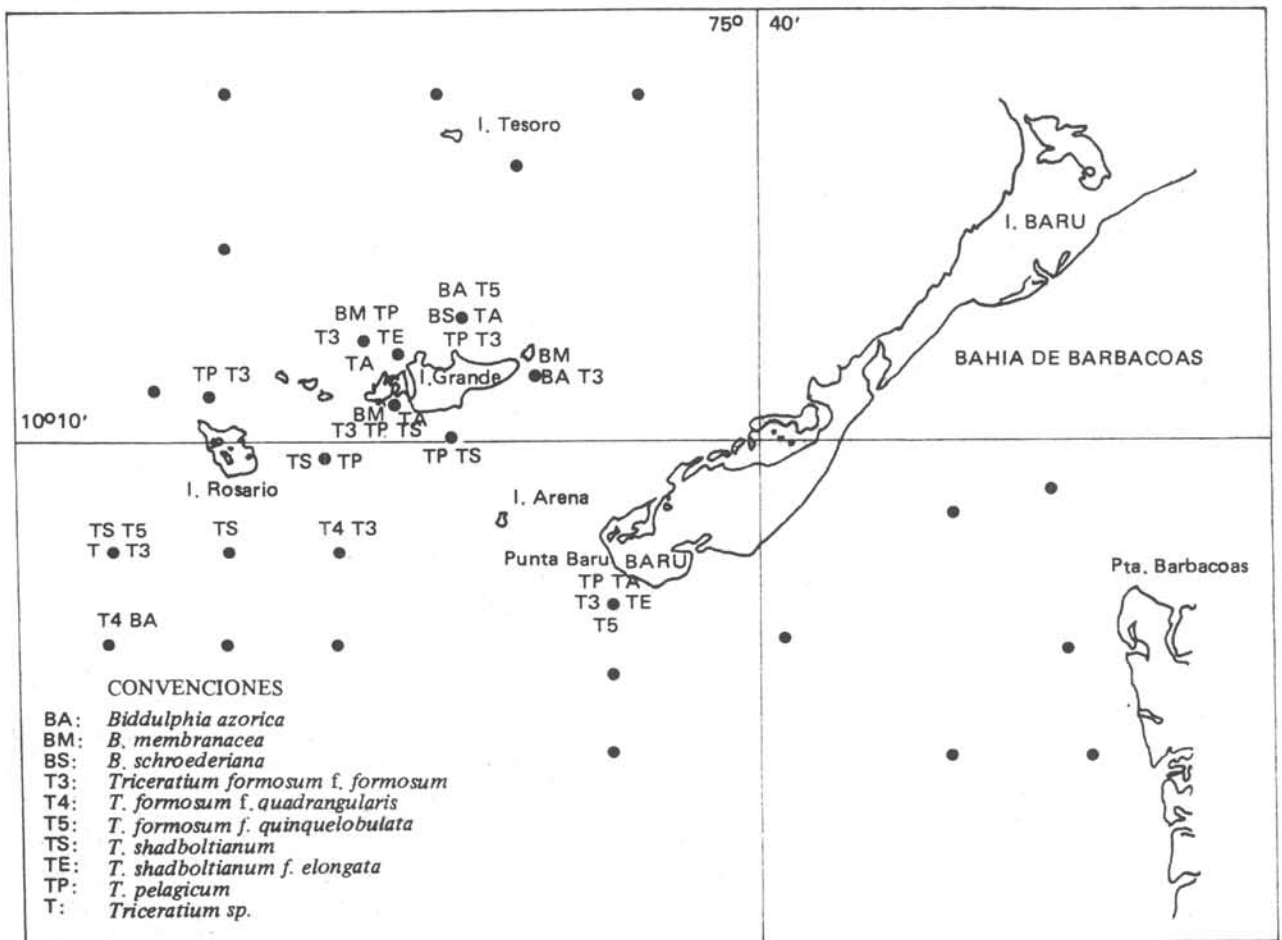 75º 40'
I. Tesoro
I. BARU
BA T5
BS TA
TP T3
BM TP
T3 TE
TA
I.Grande
BM
BA T3
BAHIA DE BARBACOAS
TP T3
10º10'
BM TA
T3 TP TS
TS TP
TP TS
I. Rosario
I. Arena
TS T5
T T3
TS
T4 T3
Punta Baru
BARU
Pta. Barbacoas
TP TA
T3 TE
T5
T4 BA
CONVENCIONES
BA: Biddulphia azorica
BM: B. membranacea
BS: B. schroederiana
T3: Triceratium formosum f. formosum
T4: T. formosum f. quadrangularis
T5: T. formosum f. quinquelobulata
TS: T. shadboltianum
TE: T. shadboltianum f. elongata
TP: T. pelagicum
T: Triceratium sp.